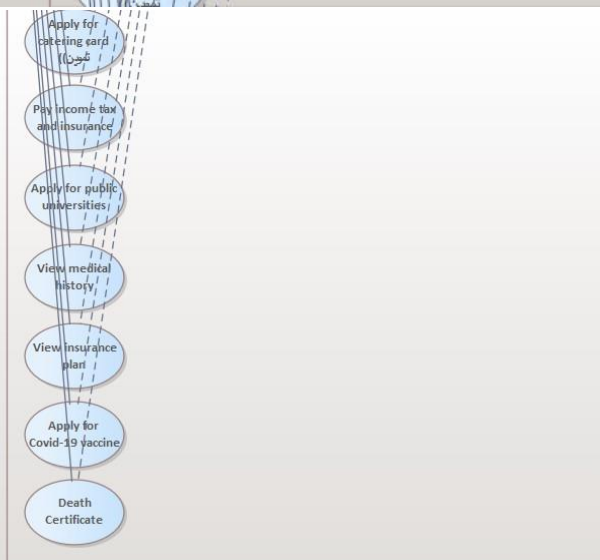 Apply for
catering card
((تموين
Pay income tax
and insurance
Apply for public
universities
View medical
history
View insurance
plan
Apply for
Covid-19 vaccine
Death
Certificate